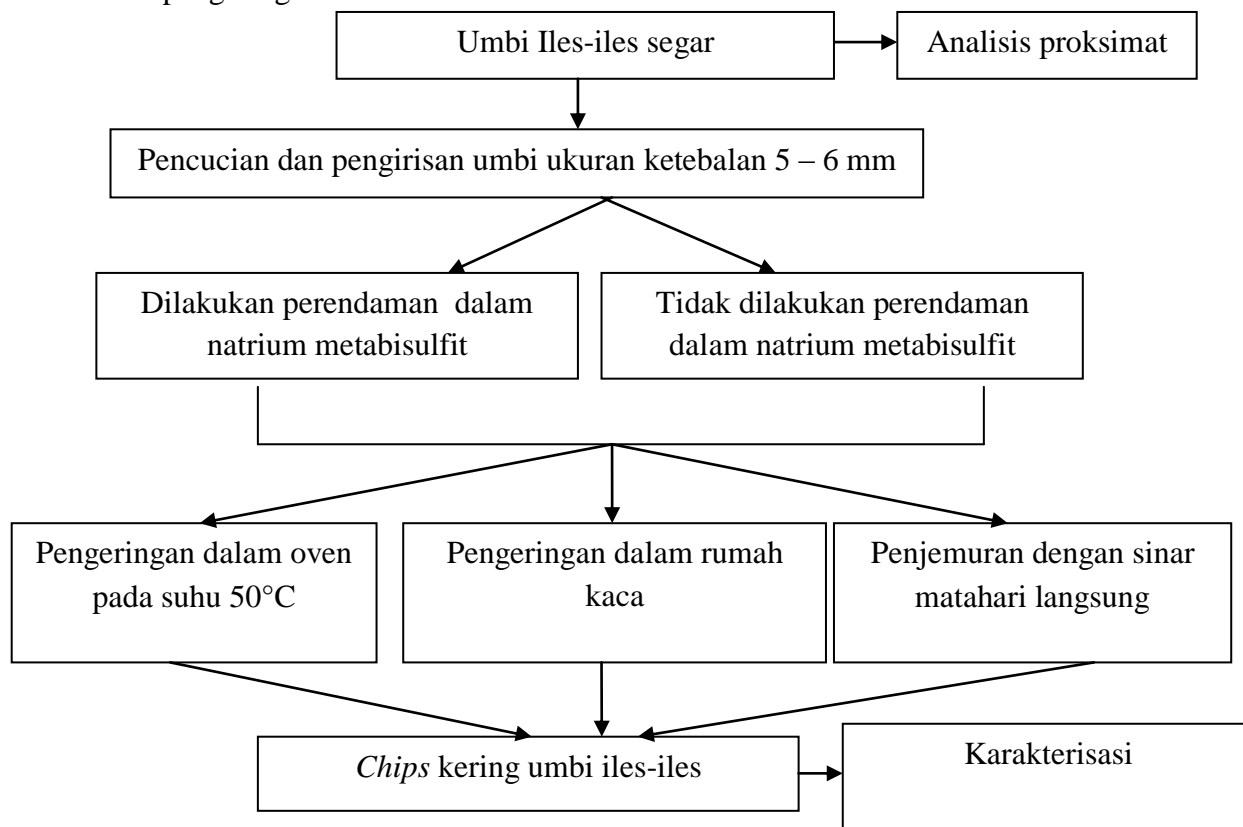 Umbi Iles-iles segar
Analisis proksimat
Pencucian dan pengirisan umbi ukuran ketebalan 5 – 6 mm
Dilakukan perendaman dalam
natrium metabisulfit
Tidak dilakukan perendaman
dalam natrium metabisulfit
Pengeringan dalam oven
pada suhu 50°C
Pengeringan dalam rumah
kaca
Penjemuran dengan sinar
matahari langsung
Chips kering umbi iles-iles
Karakterisasi